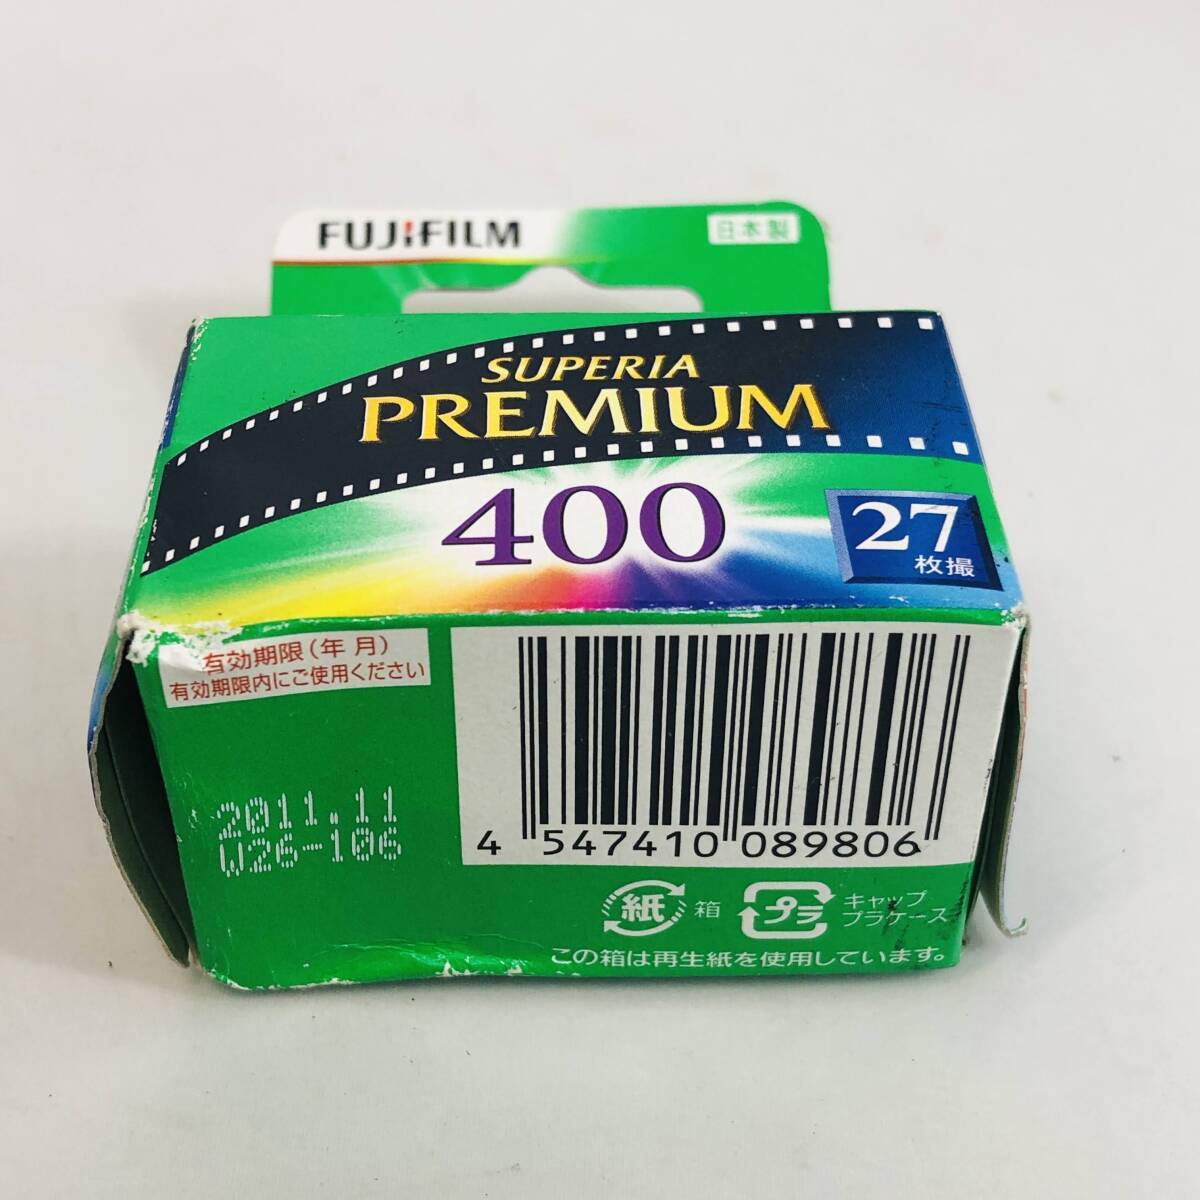 FUJIFILM
日本製
SUPERIA
PREMIUM
400
27
枚撮
有効期限(年 月)
有効期限内にご使用ください
2011.11
026-106
4 547410 089806
紙 箱
プラ キャップ
プラケース
この箱は再生紙を使用しています。